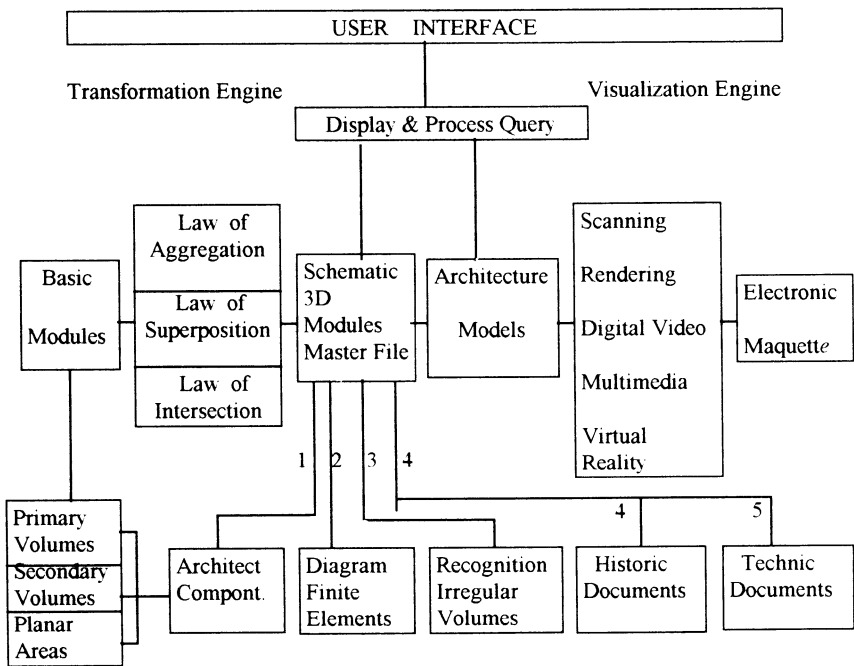 USER INTERFACE
Transformation Engine
Visualization Engine
Display & Process Query
Basic
Modules
Law of
Aggregation
Law of
Superposition
Law of
Intersection
Schematic
3D
Modules
Master File
Architecture
Models
Scanning
Rendering
Digital Video
Multimedia
Virtual
Reality
Electronic
Maquette
1
2
3
4
4
5
Primary
Volumes
Secondary
Volumes
Planar
Areas
Architect
Compont.
Diagram
Finite
Elements
Recognition
Irregular
Volumes
Historic
Documents
Technic
Documents